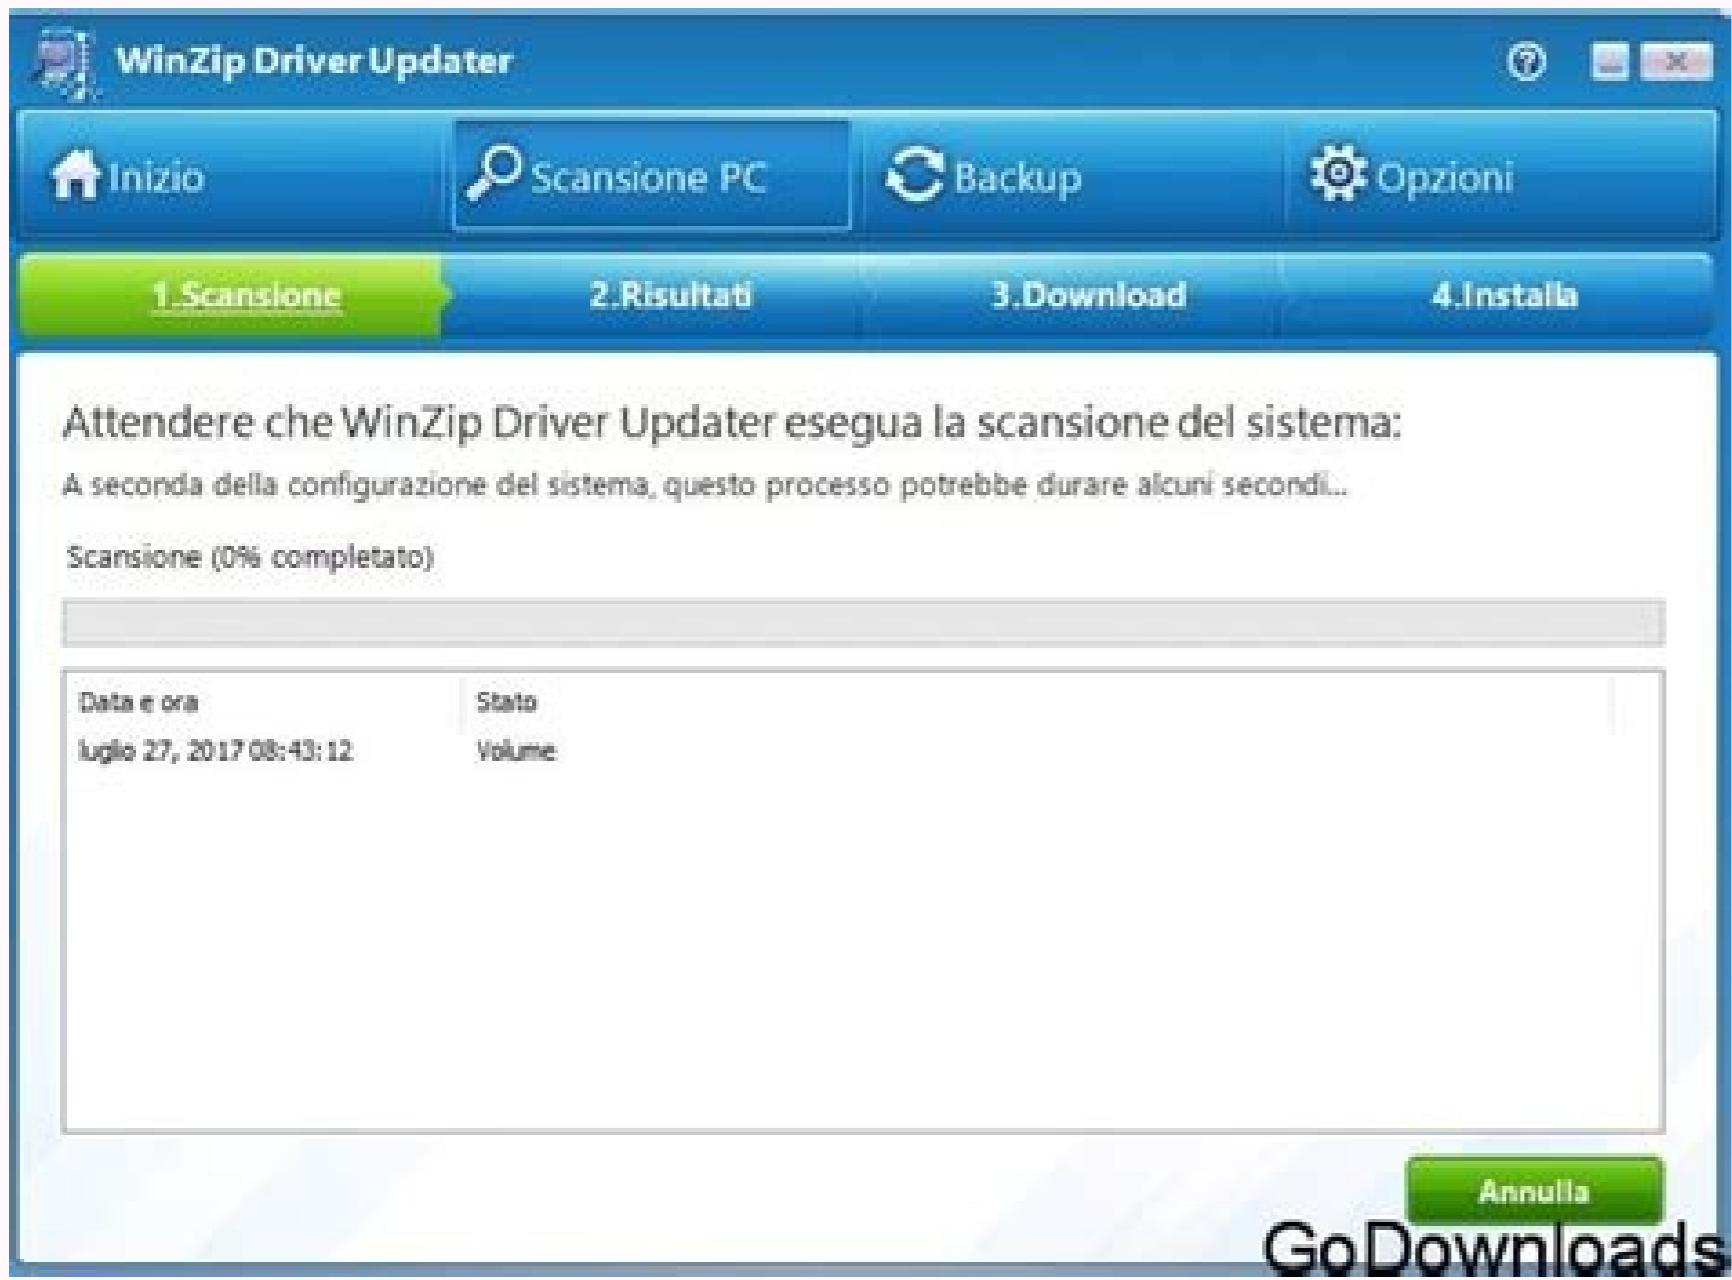 WinZip Driver Updater
Inizio
Scansione PC
Backup
Opzioni
1.Scansione
2.Risultati
3.Download
4.Installa
Attendere che WinZip Driver Updater esegua la scansione del sistema:
A seconda della configurazione del sistema, questo processo potrebbe durare alcuni secondi...
Scansione (0% completato)
Data e ora
Stato
luglio 27, 2017 08:43:12
Volume
Annulla
GoDownloads